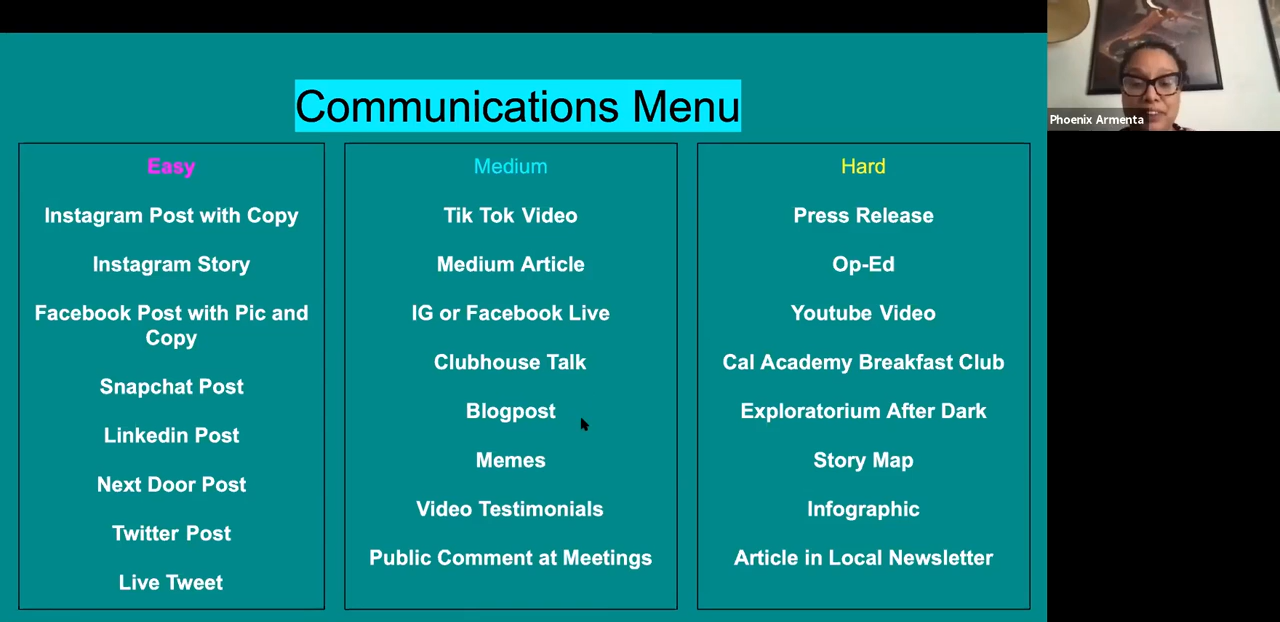 Communications Menu
Easy
Instagram Post with Copy
Instagram Story
Facebook Post with Pic and
Copy
Snapchat Post
Linkedin Post
Next Door Post
Twitter Post
Live Tweet
Medium
Tik Tok Video
Medium Article
IG or Facebook Live
Clubhouse Talk
Blogpost
Memes
Video Testimonials
Public Comment at Meetings
Hard
Press Release
Op-Ed
Youtube Video
Cal Academy Breakfast Club
Exploratorium After Dark
Story Map
Infographic
Article in Local Newsletter
Phoenix Armenta